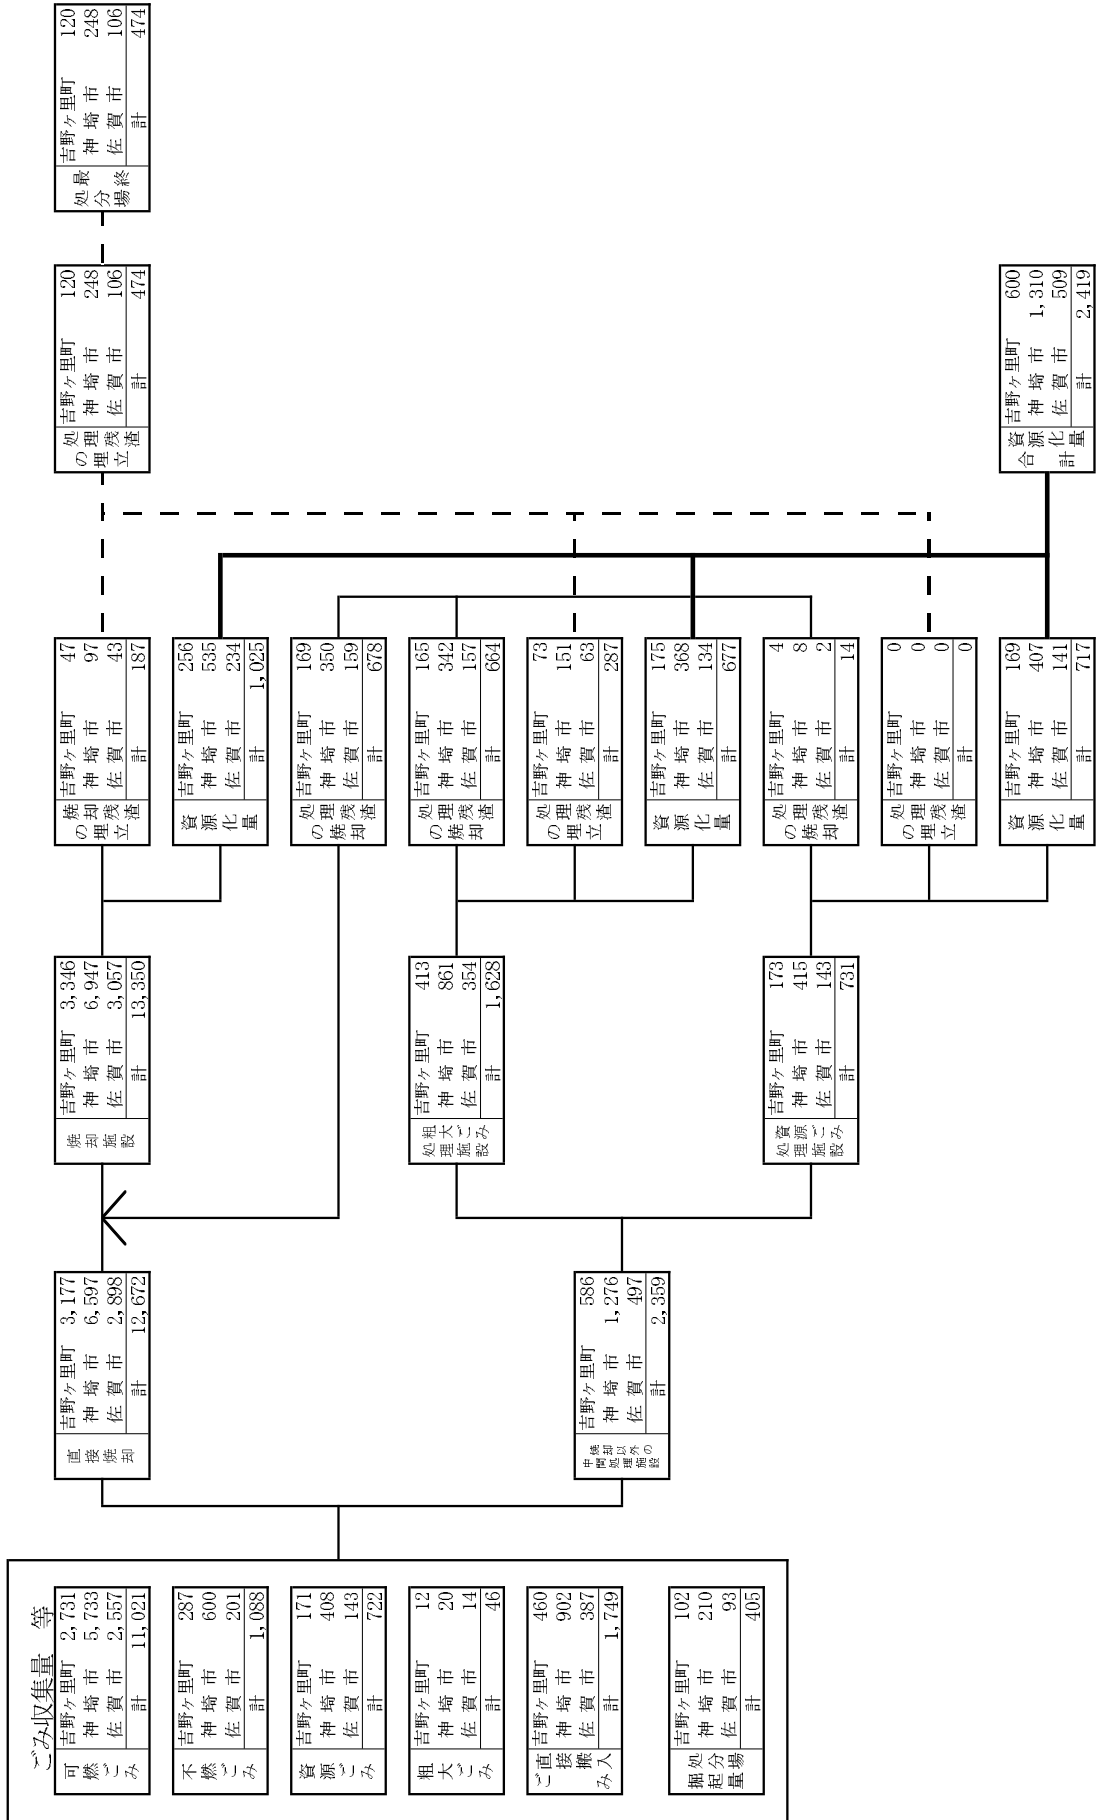 ごみ収集量 等
可燃ごみ
吉野ヶ里町 2,731
神埼市 5,733
佐賀市 2,557
計 11,021
不燃ごみ
吉野ヶ里町 287
神埼市 600
佐賀市 201
計 1,088
資源ごみ
吉野ヶ里町 171
神埼市 408
佐賀市 143
計 722
粗大ごみ
吉野ヶ里町 12
神埼市 20
佐賀市 14
計 46
直接搬入ごみ
吉野ヶ里町 460
神埼市 902
佐賀市 387
計 1,749
処分場掘起量
吉野ヶ里町 102
神埼市 210
佐賀市 93
計 405
直接焼却
吉野ヶ里町 3,177
神埼市 6,597
佐賀市 2,898
計 12,672
焼却以外の中間処理施設
吉野ヶ里町 586
神埼市 1,276
佐賀市 497
計 2,359
焼却施設
吉野ヶ里町 3,346
神埼市 6,947
佐賀市 3,057
計 13,350
粗大ごみ処理施設
吉野ヶ里町 413
神埼市 861
佐賀市 354
計 1,628
資源ごみ処理施設
吉野ヶ里町 173
神埼市 415
佐賀市 143
計 731
焼却残渣の埋立
吉野ヶ里町 47
神埼市 97
佐賀市 43
計 187
資源化量
吉野ヶ里町 256
神埼市 535
佐賀市 234
計 1,025
処理残渣の焼却
吉野ヶ里町 169
神埼市 350
佐賀市 159
計 678
処理残渣の焼却
吉野ヶ里町 165
神埼市 342
佐賀市 157
計 664
処理残渣の埋立
吉野ヶ里町 73
神埼市 151
佐賀市 63
計 287
資源化量
吉野ヶ里町 175
神埼市 368
佐賀市 134
計 677
処理残渣の焼却
吉野ヶ里町 4
神埼市 8
佐賀市 2
計 14
処理残渣の埋立
吉野ヶ里町 0
神埼市 0
佐賀市 0
計 0
資源化量
吉野ヶ里町 169
神埼市 407
佐賀市 141
計 717
処理残渣の埋立
吉野ヶ里町 120
神埼市 248
佐賀市 106
計 474
資源化量合計
吉野ヶ里町 600
神埼市 1,310
佐賀市 509
計 2,419
最終処分場
吉野ヶ里町 120
神埼市 248
佐賀市 106
計 474